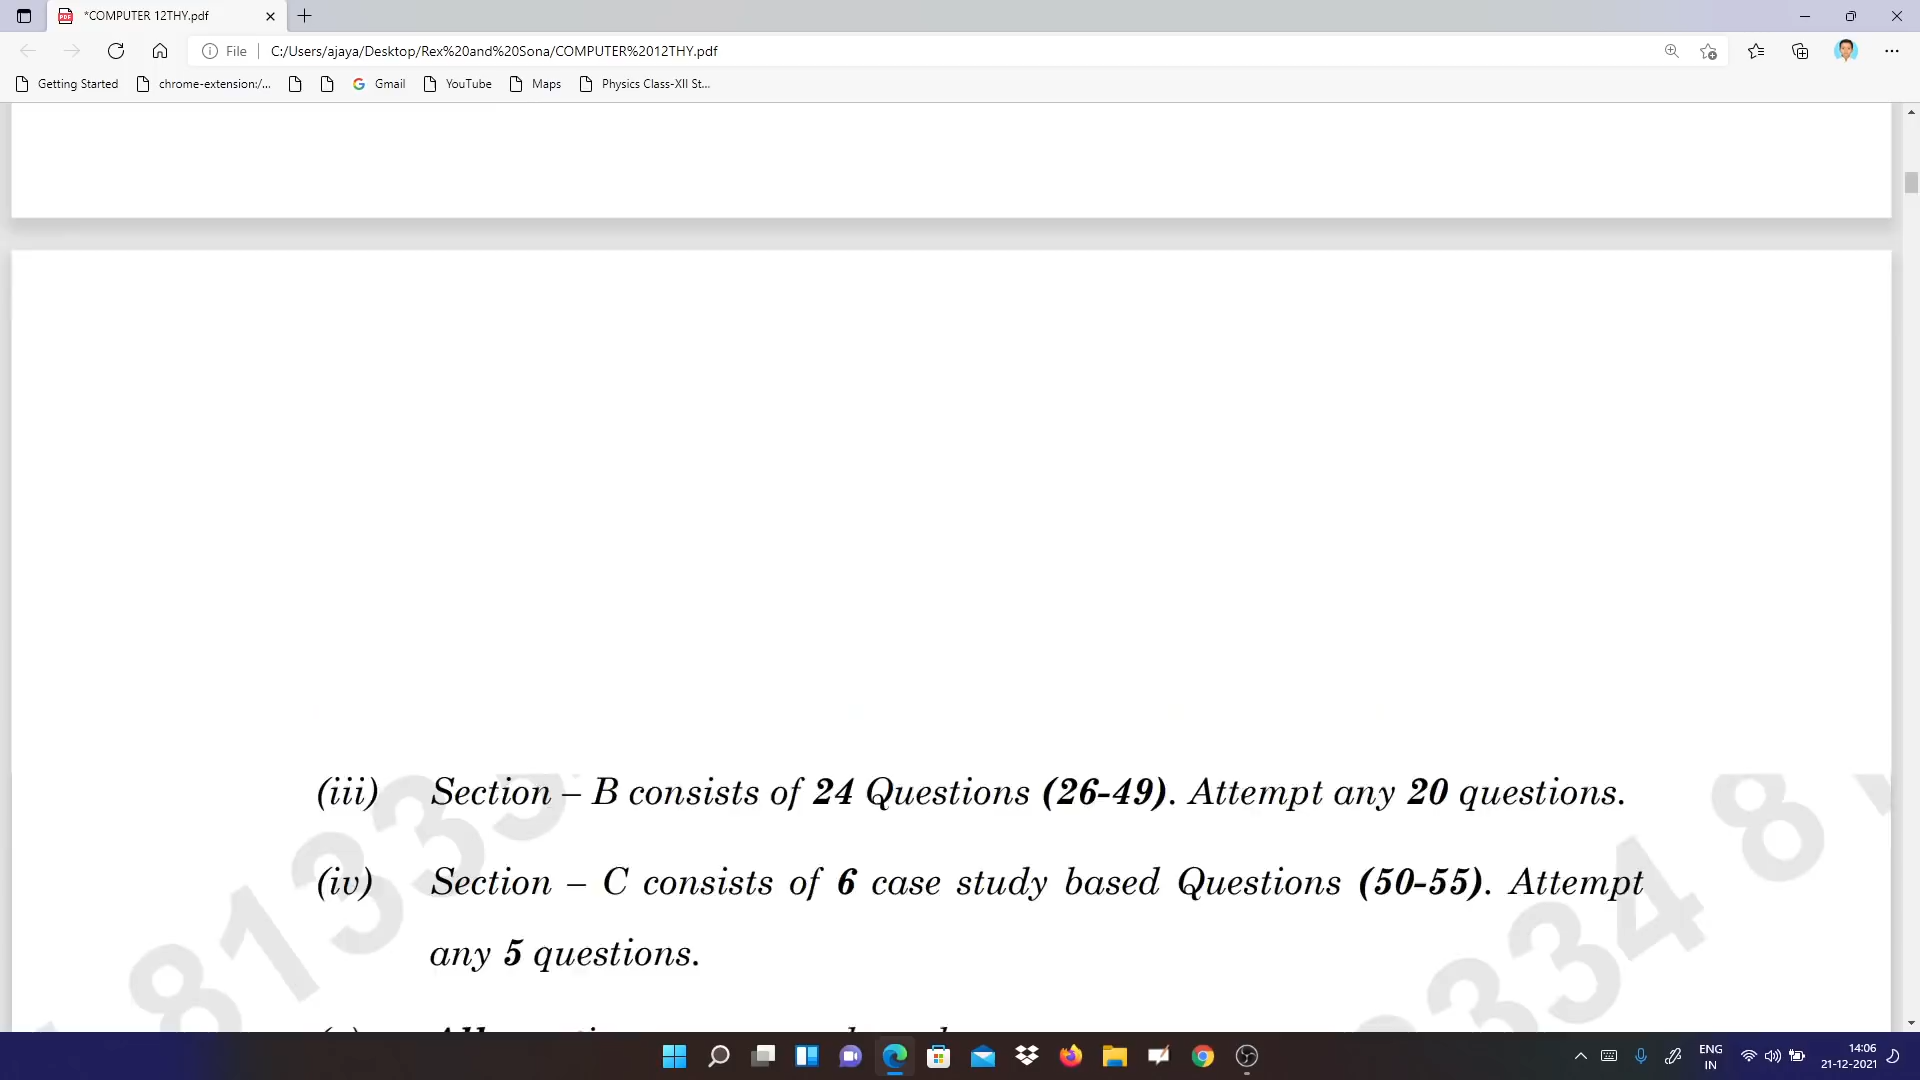 *COMPUTER 12THY.pdf
File
C:/Users/ajaya/Desktop/Rex%20and%20Sona/COMPUTER%2012THY.pdf
Getting Started
chrome-extension:/...
Gmail
YouTube
Maps
Physics Class-XII St...
(iii) Section – B consists of 24 Questions (26-49). Attempt any 20 questions.
(iv) Section – C consists of 6 case study based Questions (50-55). Attempt
any 5 questions.
ENG
IN
14:06
21-12-2021